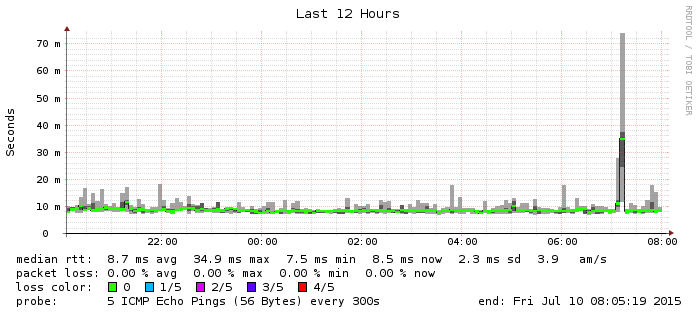 Last 12 Hours
RRDTOOL / TOBI OETIKER
Seconds
70 m
60 m
50 m
40 m
30 m
20 m
10 m
0
22:00 00:00 02:00 04:00 06:00 08:00
median rtt: 8.7 ms avg 34.9 ms max 7.5 ms min 8.5 ms now 2.3 ms sd 3.9 am/s
packet loss: 0.00 % avg 0.00 % max 0.00 % min 0.00 % now
loss color: 0 1/5 2/5 3/5 4/5
probe: 5 ICMP Echo Pings (56 Bytes) every 300s end: Fri Jul 10 08:05:19 2015